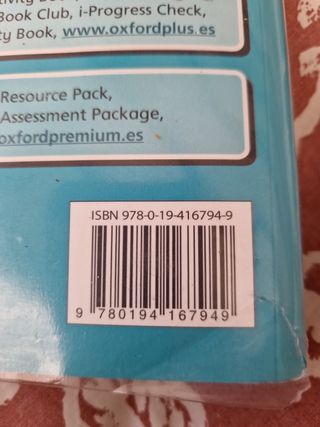 Book Club, i-Progress Check,
ty Book, www.oxfordplus.es
Resource Pack,
Assessment Package,
oxfordpremium.es
ISBN 978-0-19-416794-9
9 780194 167949